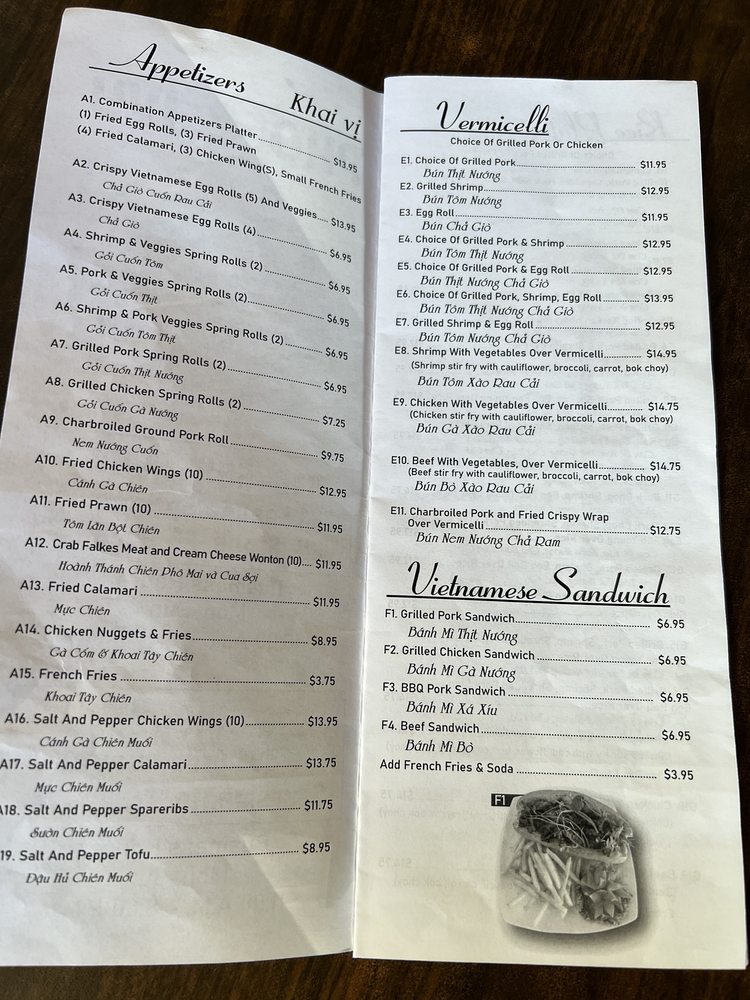 Appetizers Khai vị
A1. Combination Appetizers Platter........ $13.95
(1) Fried Egg Rolls, (3) Fried Prawn
(4) Fried Calamari, (3) Chicken Wing(S), Small French Fries
A2. Crispy Vietnamese Egg Rolls (5) And Veggies.... $13.95
Chả Giò Cuốn Rau Cải
A3. Crispy Vietnamese Egg Rolls (4)........ $6.95
Chả Giò
A4. Shrimp & Veggies Spring Rolls (2)........ $6.95
Gỏi Cuốn Tôm
A5. Pork & Veggies Spring Rolls (2)........ $6.95
Gỏi Cuốn Thịt
A6. Shrimp & Pork Veggies Spring Rolls (2)........ $6.95
Gỏi Cuốn Tôm Thịt
A7. Grilled Pork Spring Rolls (2)........ $6.95
Gỏi Cuốn Thịt Nướng
A8. Grilled Chicken Spring Rolls (2)........ $7.25
Gỏi Cuốn Gà Nướng
A9. Charbroiled Ground Pork Roll........ $9.75
Nem Nướng Cuốn
A10. Fried Chicken Wings (10)........ $12.95
Cánh Gà Chiên
A11. Fried Prawn (10)........ $11.95
Tôm Lăn Bột Chiên
A12. Crab Falkes Meat and Cream Cheese Wonton (10).... $11.95
Hoành Thánh Chiên Phô Mai và Cua Sợi
A13. Fried Calamari........ $11.95
Mực Chiên
A14. Chicken Nuggets & Fries........ $8.95
Gà Cốm & Khoai Tây Chiên
A15. French Fries........ $3.75
Khoai Tây Chiên
A16. Salt And Pepper Chicken Wings (10)........ $13.95
Cánh Gà Chiên Muối
A17. Salt And Pepper Calamari........ $13.75
Mực Chiên Muối
A18. Salt And Pepper Spareribs........ $11.75
Sườn Chiên Muối
19. Salt And Pepper Tofu........ $8.95
Đậu Hủ Chiên Muối
Vermicelli
Choice Of Grilled Pork Or Chicken
E1. Choice Of Grilled Pork........ $11.95
Bún Thịt Nướng
E2. Grilled Shrimp........ $12.95
Bún Tôm Nướng
E3. Egg Roll........ $11.95
Bún Chả Giò
E4. Choice Of Grilled Pork & Shrimp........ $12.95
Bún Tôm Thịt Nướng
E5. Choice Of Grilled Pork & Egg Roll........ $12.95
Bún Thịt Nướng Chả Giò
E6. Choice Of Grilled Pork, Shrimp, Egg Roll........ $13.95
Bún Tôm Thịt Nướng Chả Giò
E7. Grilled Shrimp & Egg Roll........ $12.95
Bún Tôm Nướng Chả Giò
E8. Shrimp With Vegetables Over Vermicelli........ $14.95
(Shrimp stir fry with cauliflower, broccoli, carrot, bok choy)
Bún Tôm Xào Rau Cải
E9. Chicken With Vegetables Over Vermicelli........ $14.75
(Chicken stir fry with cauliflower, broccoli, carrot, bok choy)
Bún Gà Xào Rau Cải
E10. Beef With Vegetables, Over Vermicelli........ $14.75
(Beef stir fry with cauliflower, broccoli, carrot, bok choy)
Bún Bò Xào Rau Cải
E11. Charbroiled Pork and Fried Crispy Wrap
Over Vermicelli........ $12.75
Bún Nem Nướng Chả Ram
Vietnamese Sandwich
F1. Grilled Pork Sandwich........ $6.95
Bánh Mì Thịt Nướng
F2. Grilled Chicken Sandwich........ $6.95
Bánh Mì Gà Nướng
F3. BBQ Pork Sandwich........ $6.95
Bánh Mì Xá Xíu
F4. Beef Sandwich........ $6.95
Bánh Mì Bò
Add French Fries & Soda........ $3.95
F1